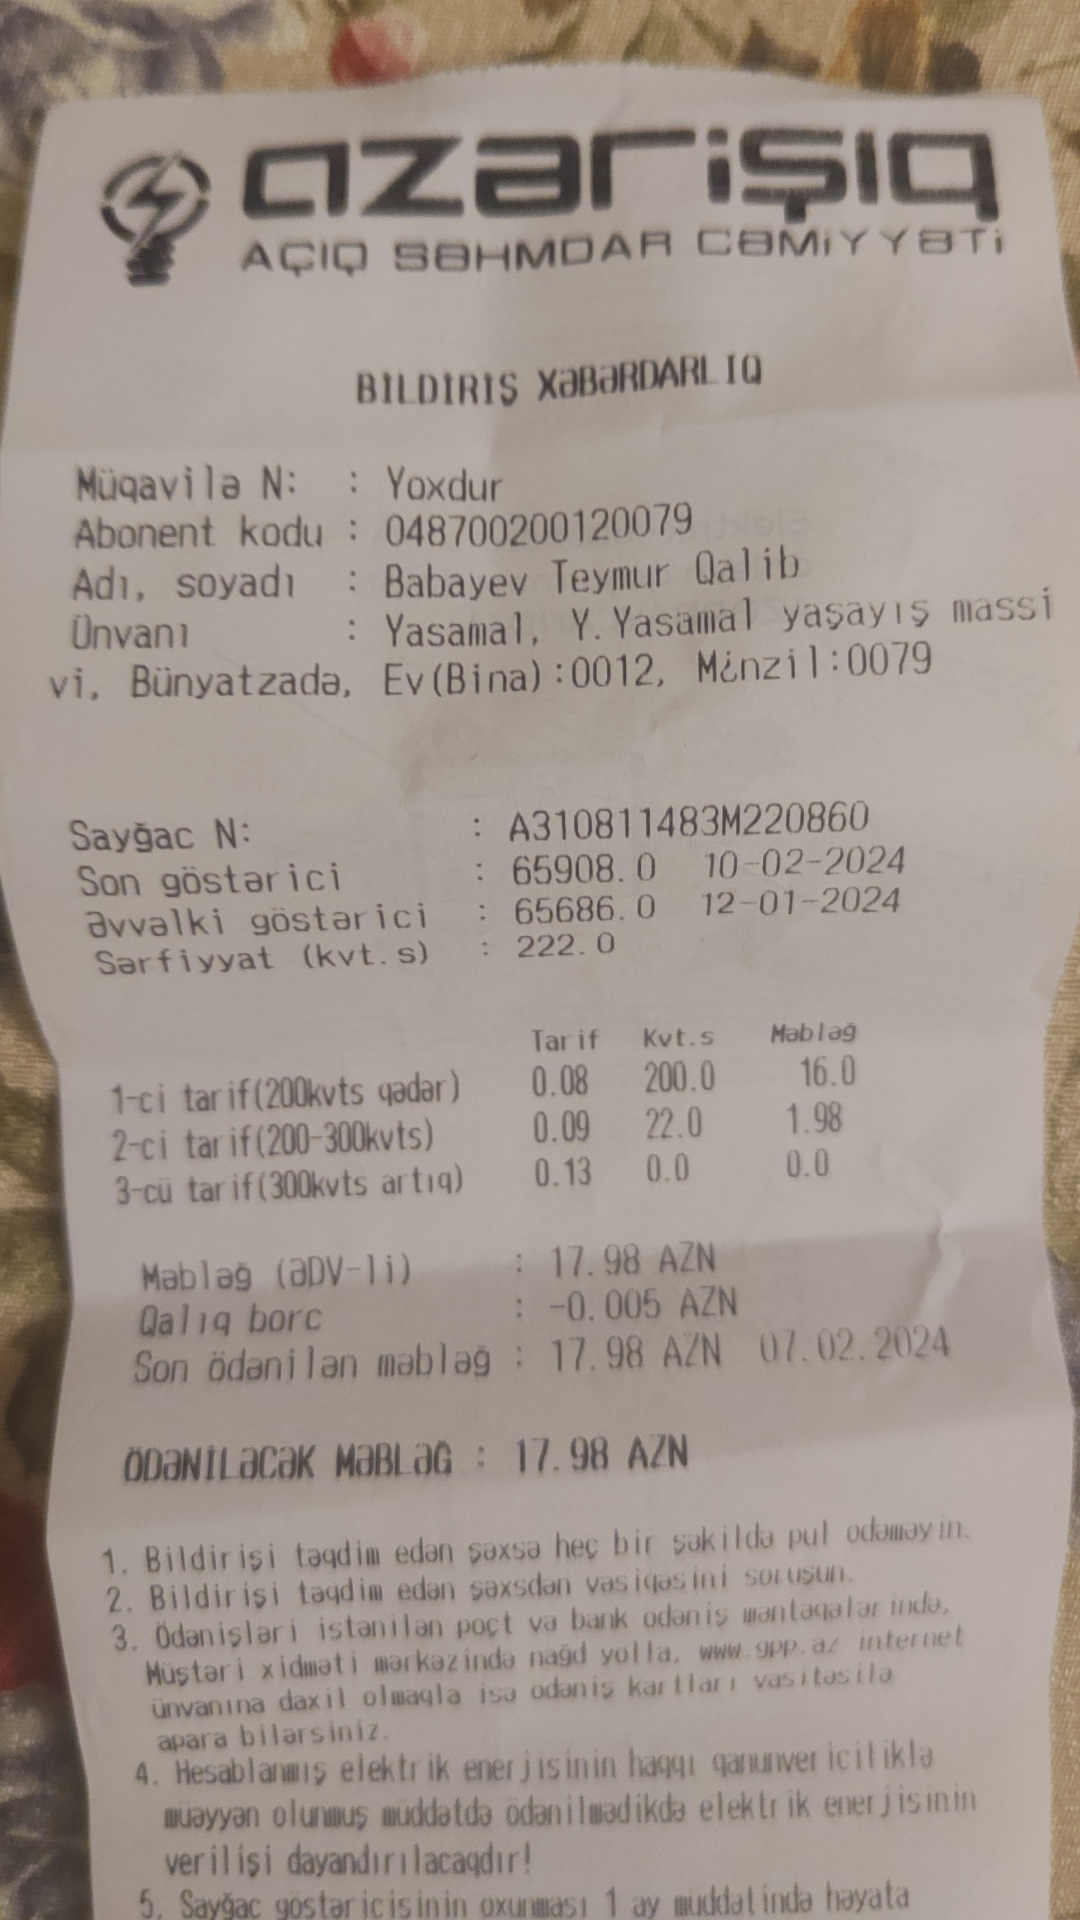 azərişıq
AÇIQ SƏHMDAR CƏMİYYƏTİ
BİLDİRİŞ XƏBƏRDARLIQ
Müqavilə N: : Yoxdur
Abonent kodu : 048700200120079
Adı, soyadı : Babayev Teymur Qalib
Ünvanı : Yasamal, Y.Yasamal yaşayış massi
vi, Bünyatzadə, Ev(Bina):0012, M¿nzil:0079
Sayğac N: : A310811483M220860
Son göstərici : 65908.0 10-02-2024
Əvvəlki göstərici : 65686.0 12-01-2024
Sərfiyyat (kvt.s) : 222.0
Tarif Kvt.s Məbləğ
1-ci tarif(200kvts qədər) 0.08 200.0 16.0
2-ci tarif(200-300kvts) 0.09 22.0 1.98
3-cü tarif(300kvts artıq) 0.13 0.0 0.0
Məbləğ (ƏDV-li) : 17.98 AZN
Qalıq borc : -0.005 AZN
Son ödənilən məbləğ : 17.98 AZN 07.02.2024
ÖDƏNİLƏCƏK MƏBLƏĞ : 17.98 AZN
1. Bildirişi təqdim edən şəxsə heç bir şəkildə pul ödəməyin.
2. Bildirişi təqdim edən şəxsdən vəsiqəsini soruşun.
3. Ödənişləri istənilən poçt və bank ödəniş məntəqələrində,
Müştəri xidməti mərkəzində nağd yolla, www.gpp.az internet
ünvanına daxil olmaqla isə ödəniş kartları vasitəsilə
apara bilərsiniz.
4. Hesablanmış elektrik enerjisinin haqqı qanunvericiliklə
müəyyən olunmuş müddətdə ödənilmədikdə elektrik enerjisinin
verilişi dayandırılacaqdır!
5. Sayğac göstəricisinin oxunması 1 ay müddətində həyata